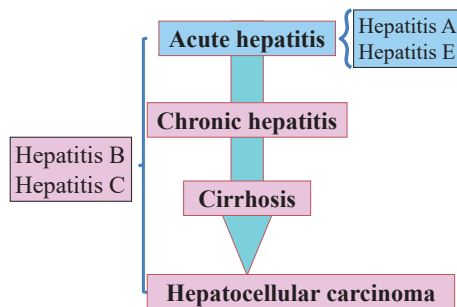 Acute hepatitis
Hepatitis A
Hepatitis E
Chronic hepatitis
Hepatitis B
Hepatitis C
Cirrhosis
Hepatocellular carcinoma